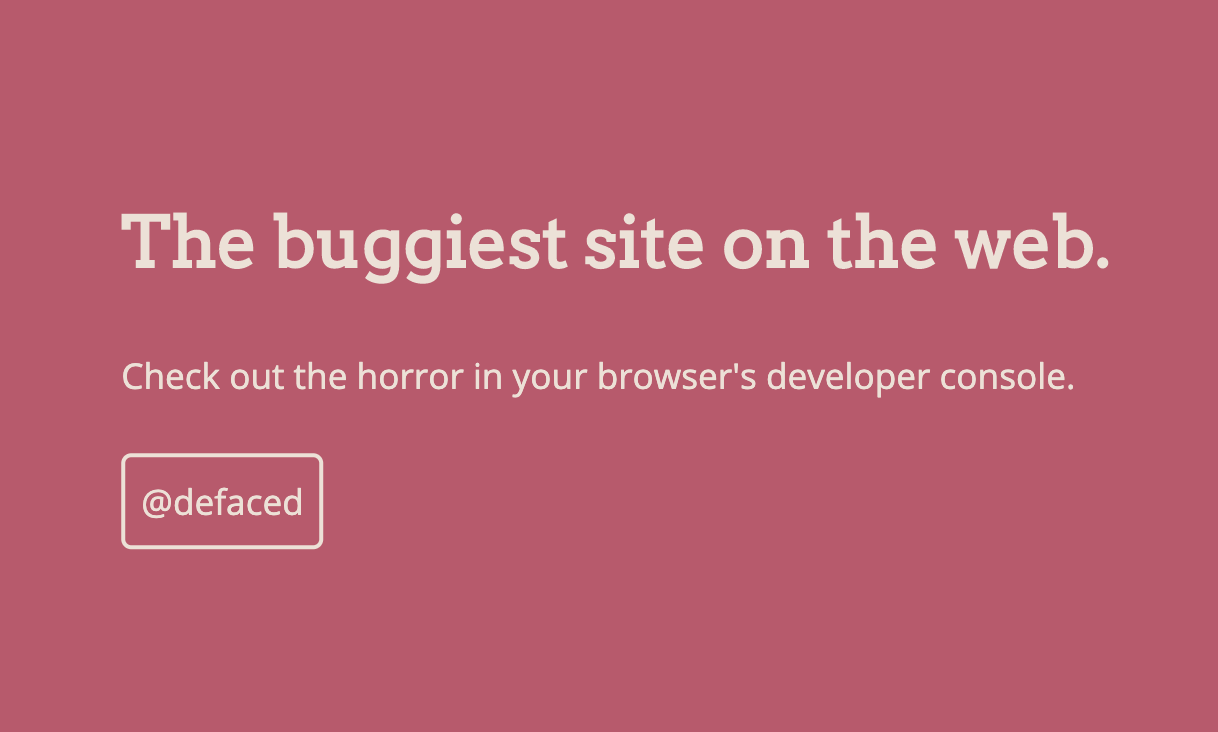 The buggiest site on the web.
Check out the horror in your browser's developer console.
@defaced